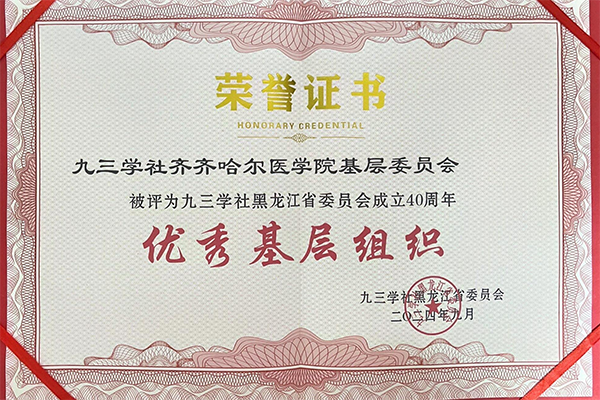 荣誉证书
HONORARY CREDENTIAL
九三学社齐齐哈尔医学院基层委员会
被评为九三学社黑龙江省委员会成立40周年
优秀基层组织
九三学社黑龙江省委员会
二〇二四年九月